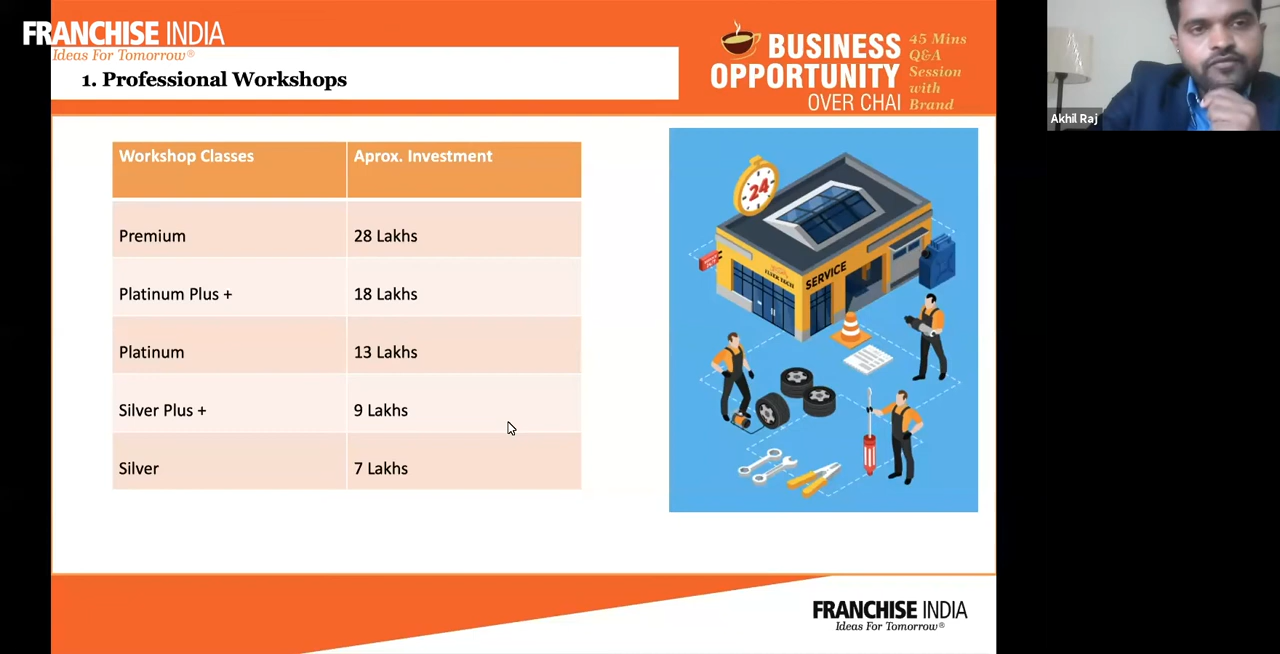 FRANCHISE INDIA
Ideas For Tomorrow®
1. Professional Workshops
BUSINESS
OPPORTUNITY
OVER CHAI
45 Mins
Q&A
Session
with
Brand
Akhil Raj
Workshop Classes Aprox. Investment
Premium 28 Lakhs
Platinum Plus + 18 Lakhs
Platinum 13 Lakhs
Silver Plus + 9 Lakhs
Silver 7 Lakhs
24
SERVICE
FRANCHISE INDIA
Ideas For Tomorrow®